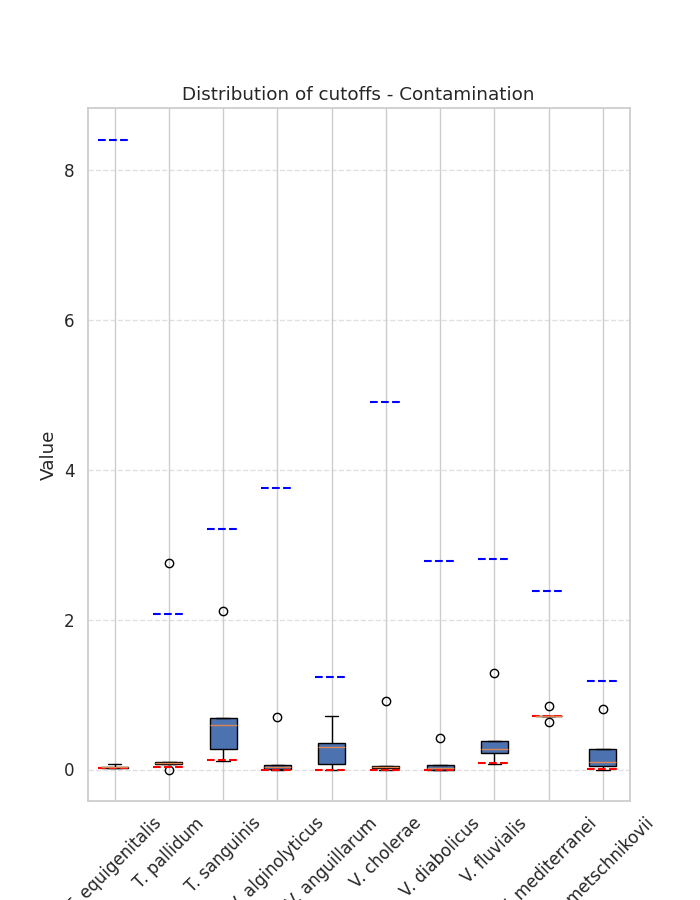 Distribution of cutoffs - Contamination
Value
8
6
4
2
0
equigenitalis
T. pallidum
T. sanguinis
V. alginolyticus
V. anguillarum
V. cholerae
V. diabolicus
V. fluvialis
mediterranei
metschnikovii